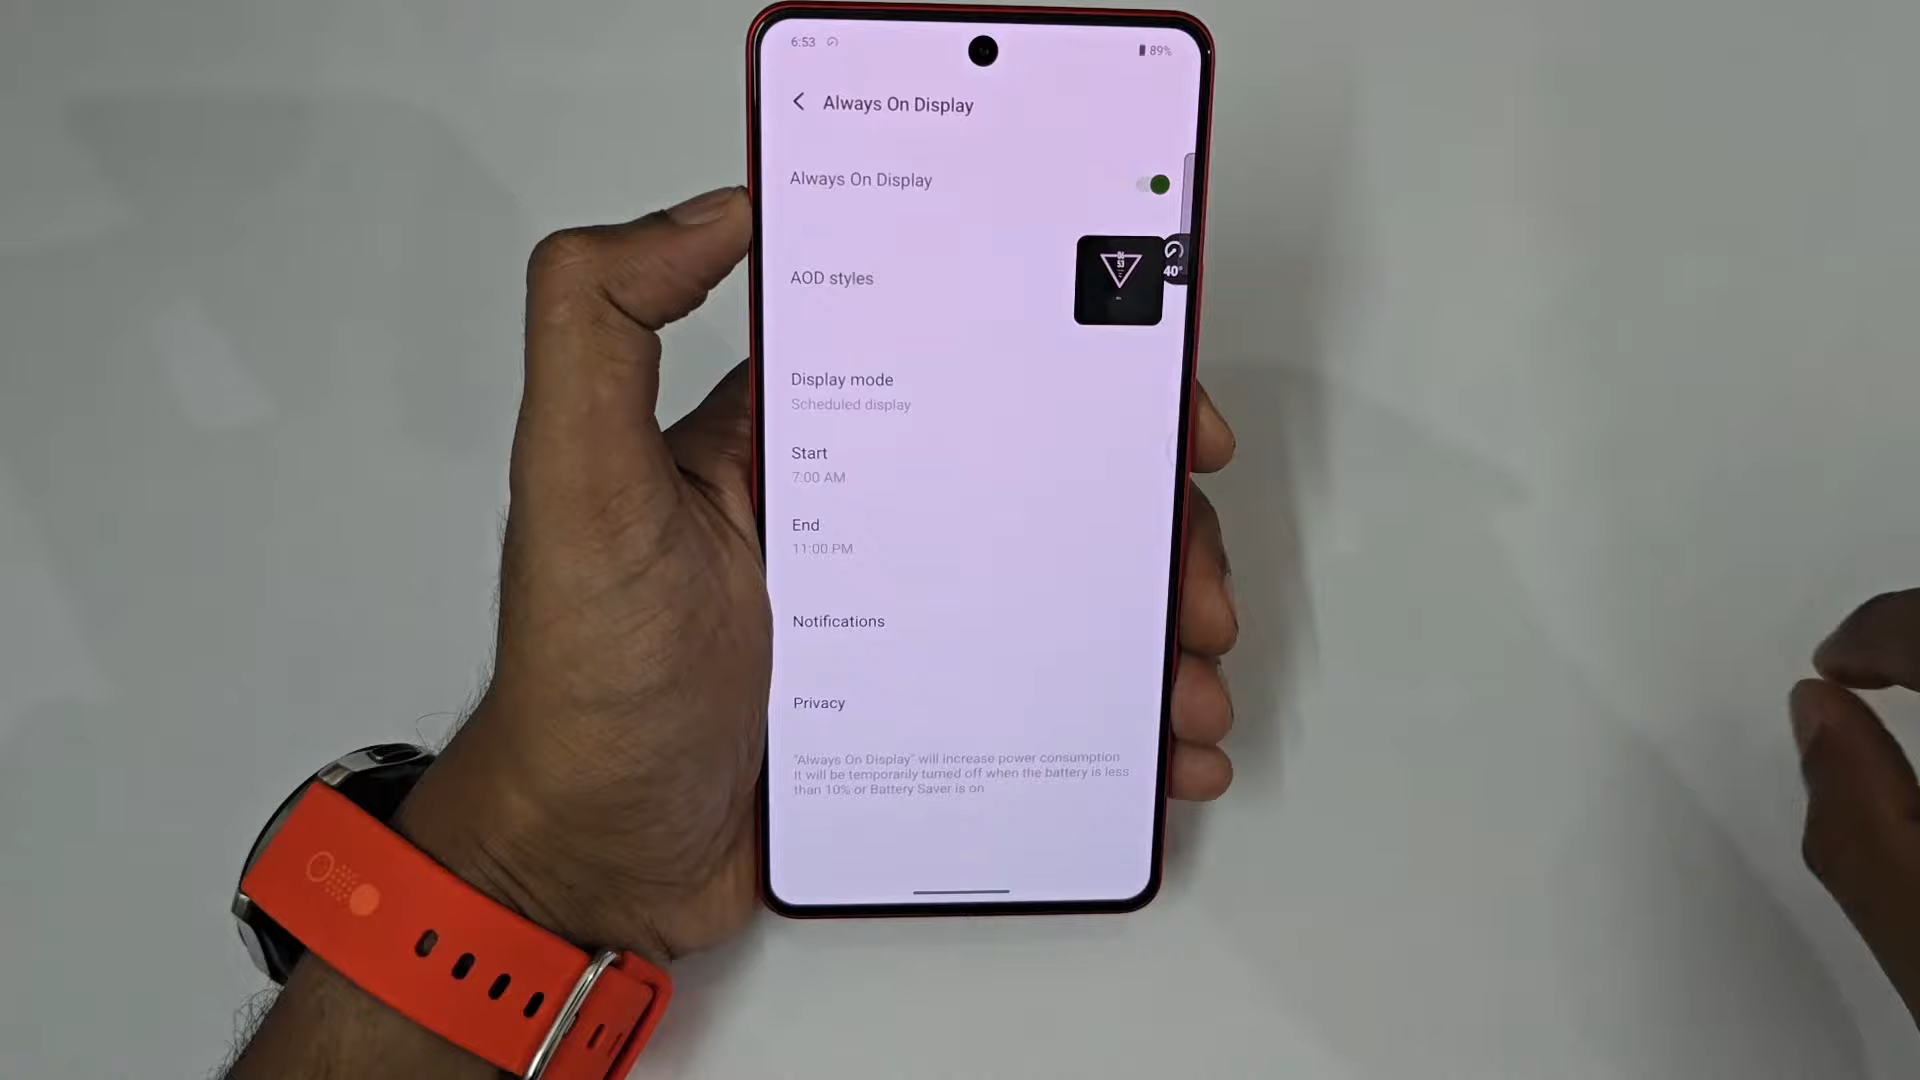 6:53
89%
Always On Display
Always On Display
AOD styles
53
40°
Display mode
Scheduled display
Start
7:00 AM
End
11:00 PM
Notifications
Privacy
"Always On Display" will increase power consumption
It will be temporarily turned off when the battery is less
than 10% or Battery Saver is on